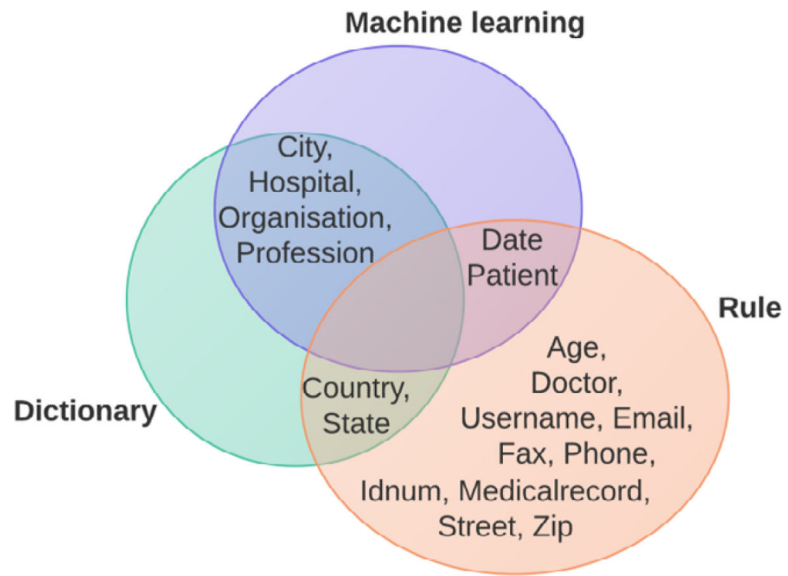 Machine learning
City,
Hospital,
Organisation,
Profession
Date
Patient
Rule
Age,
Doctor,
Username, Email,
Fax, Phone,
Idnum, Medicalrecord,
Street, Zip
Country,
State
Dictionary